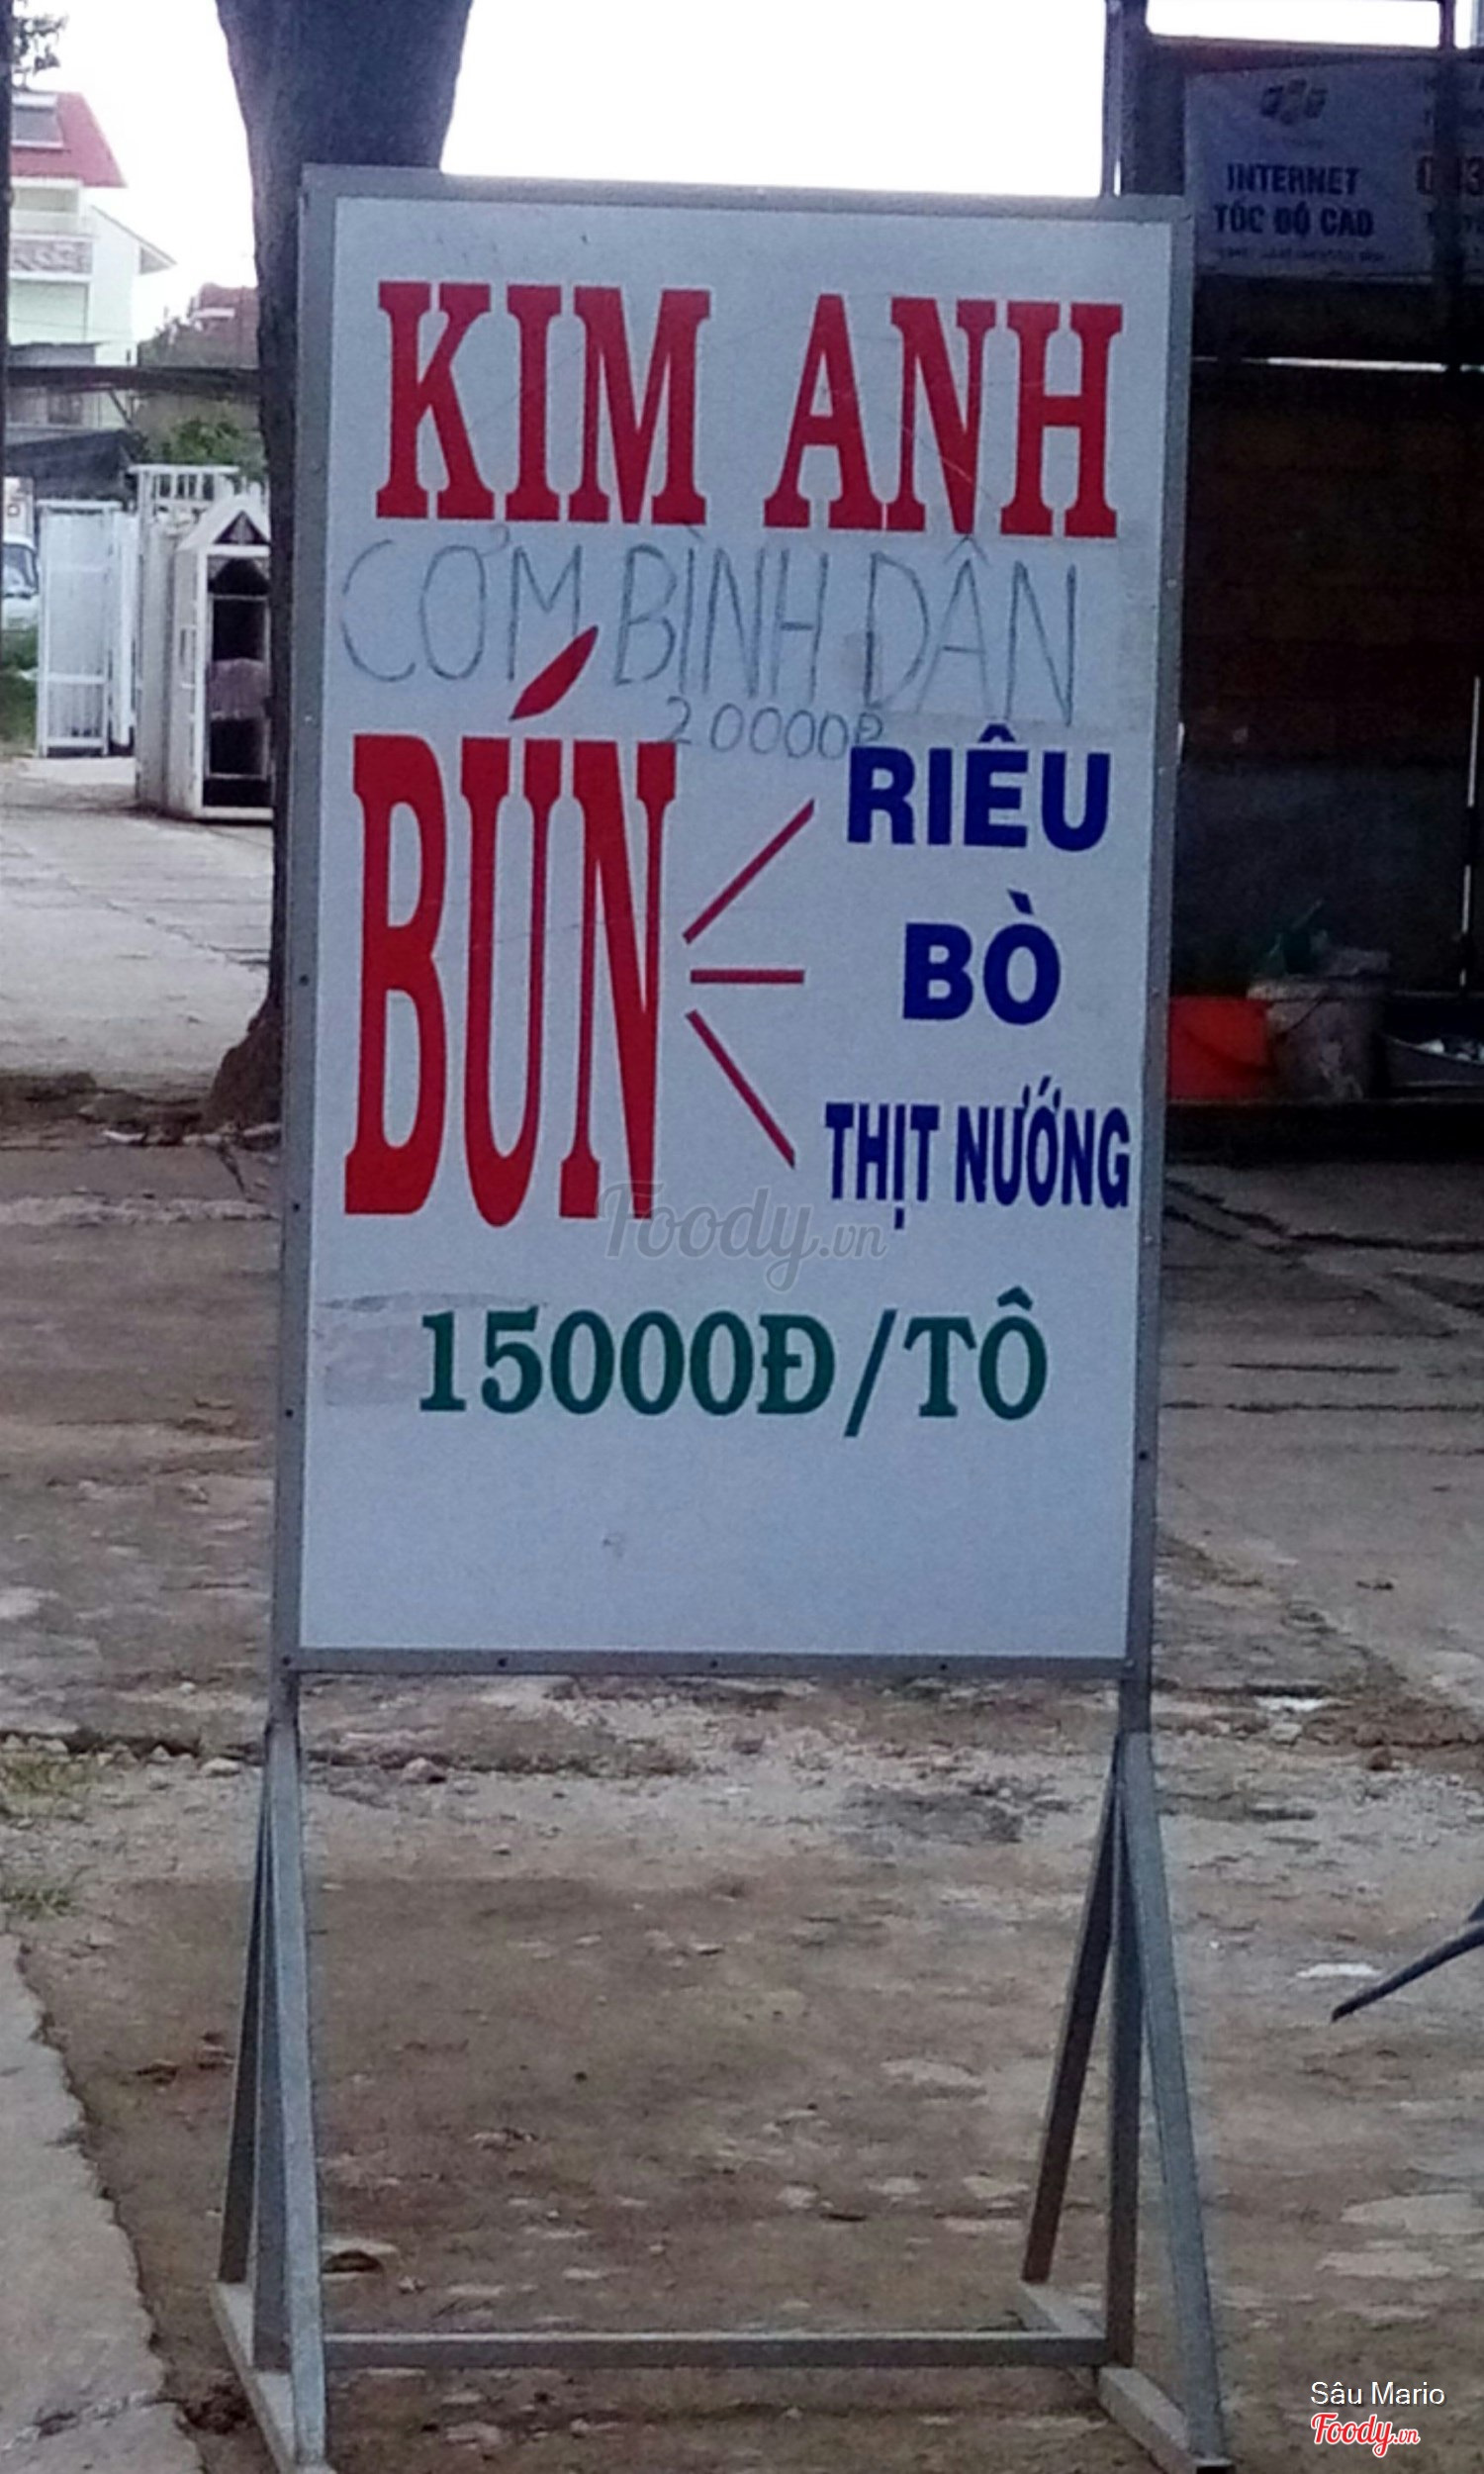 KIM ANH
CƠM BÌNH DÂN
20000Đ
BÚN
RIÊU
BÒ
THỊT NƯỚNG
15000Đ/TÔ
INTERNET
TỐC ĐỘ CAO
Foody.vn
Sâu Mario
Foody.vn